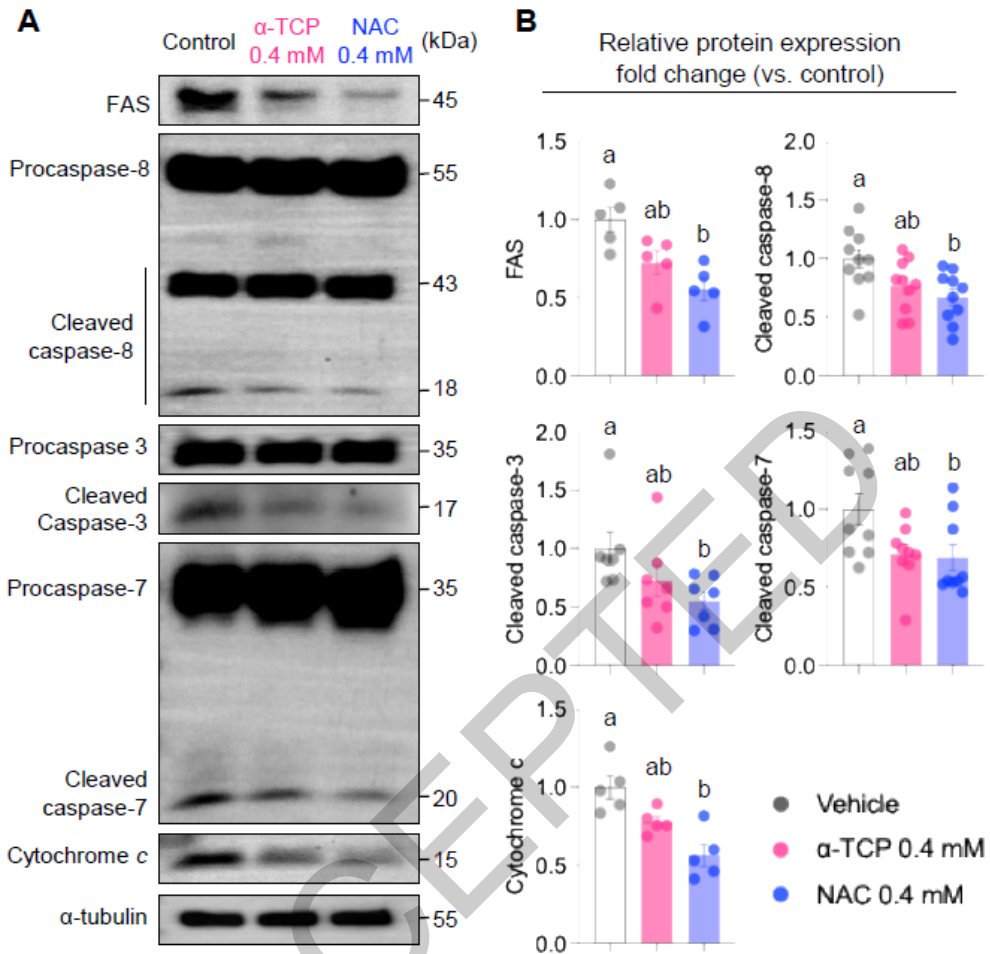 A
Control
α-TCP
0.4 mM
NAC
0.4 mM
(kDa)
FAS
45
Procaspase-8
55
43
Cleaved
caspase-8
18
Procaspase 3
35
Cleaved
Caspase-3
17
Procaspase-7
35
Cleaved
caspase-7
20
Cytochrome c
15
α-tubulin
55
B
Relative protein expression
fold change (vs. control)
FAS
1.5
1.0
0.5
0.0
a
ab
b
Cleaved caspase-8
2.0
1.5
1.0
0.5
0.0
a
ab
b
Cleaved caspase-3
2.0
1.5
1.0
0.5
0.0
a
ab
b
Cleaved caspase-7
1.5
1.0
0.5
0.0
a
ab
b
Cytochrome c
1.5
1.0
0.5
0.0
a
ab
b
Vehicle
α-TCP 0.4 mM
NAC 0.4 mM
CEPTED